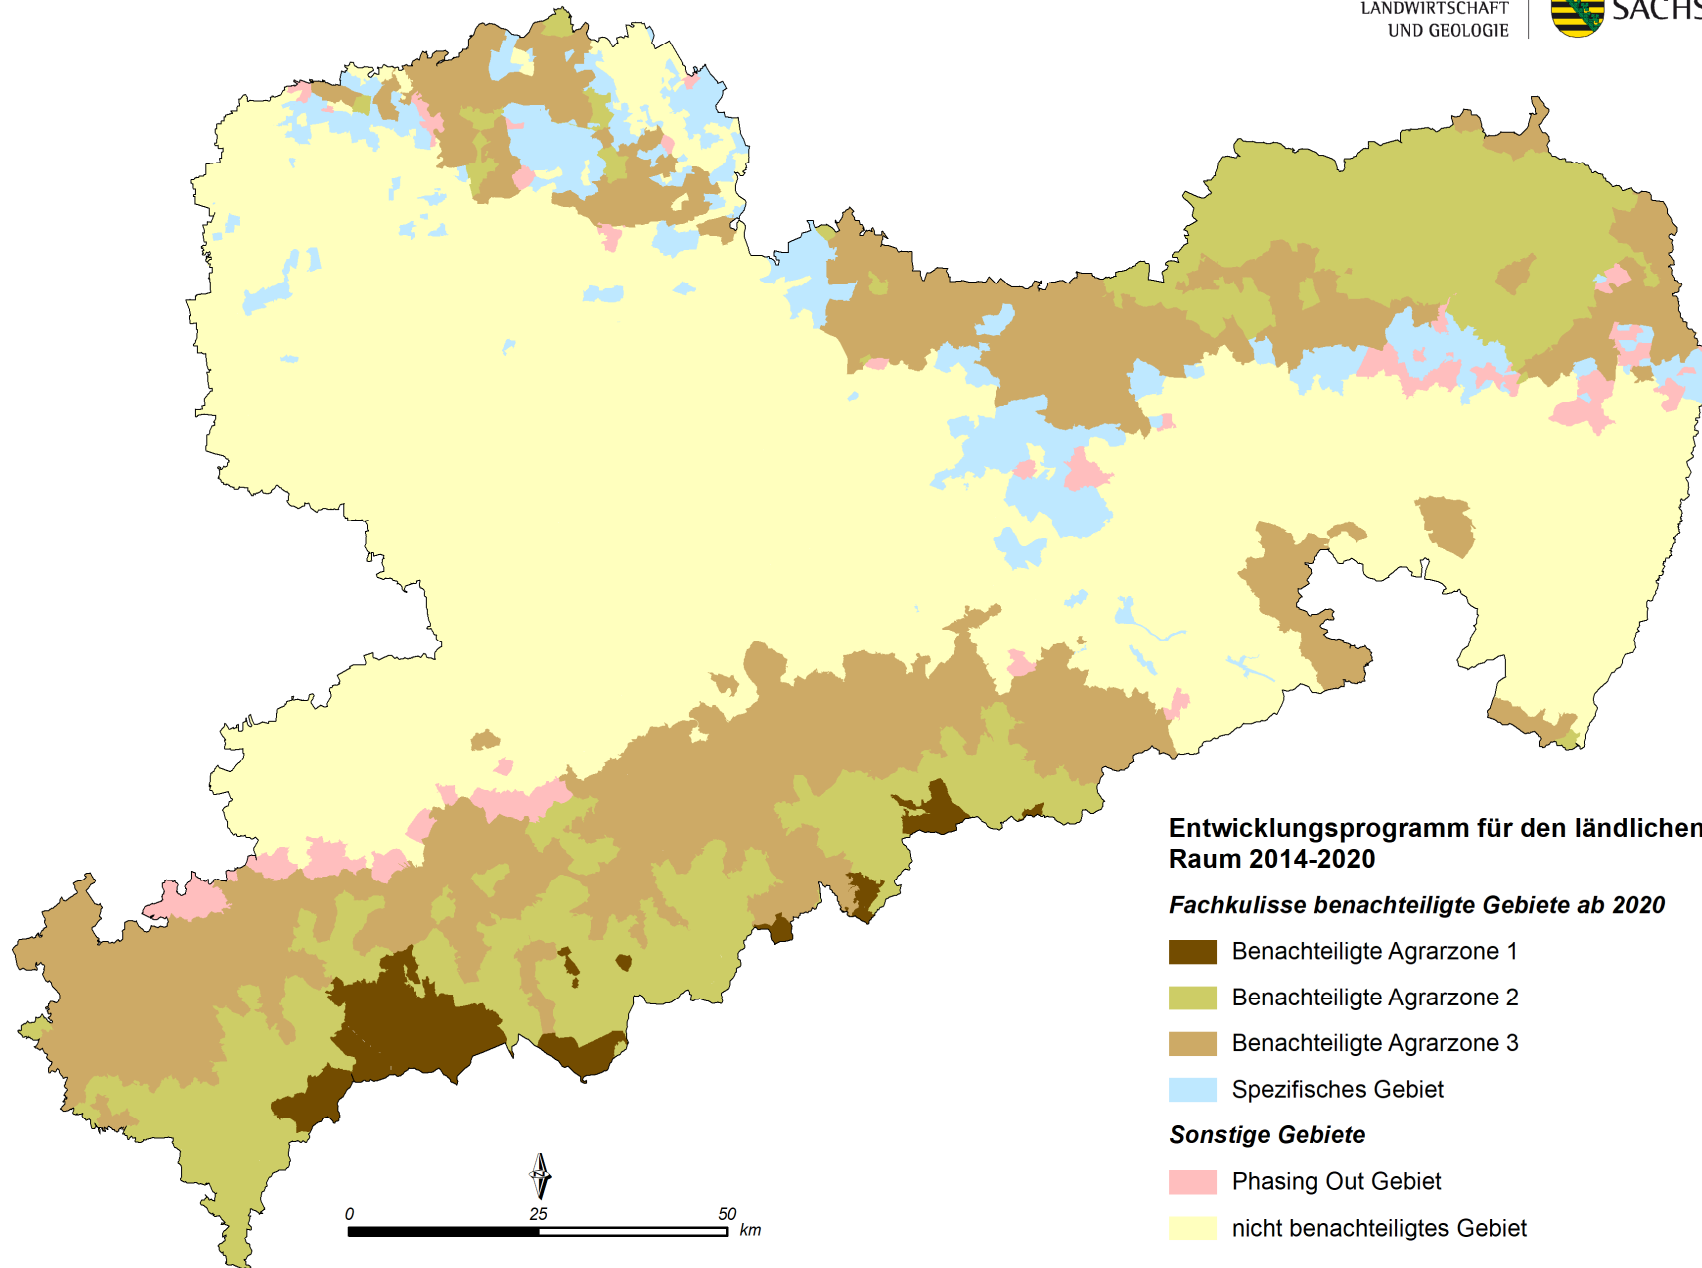 LANDWIRTSCHAFT
UND GEOLOGIE
Entwicklungsprogramm für den ländlichen
Raum 2014-2020
Fachkulisse benachteiligte Gebiete ab 2020
Benachteiligte Agrarzone 1
Benachteiligte Agrarzone 2
Benachteiligte Agrarzone 3
Spezifisches Gebiet
Sonstige Gebiete
Phasing Out Gebiet
nicht benachteiligtes Gebiet
0 25 50
km